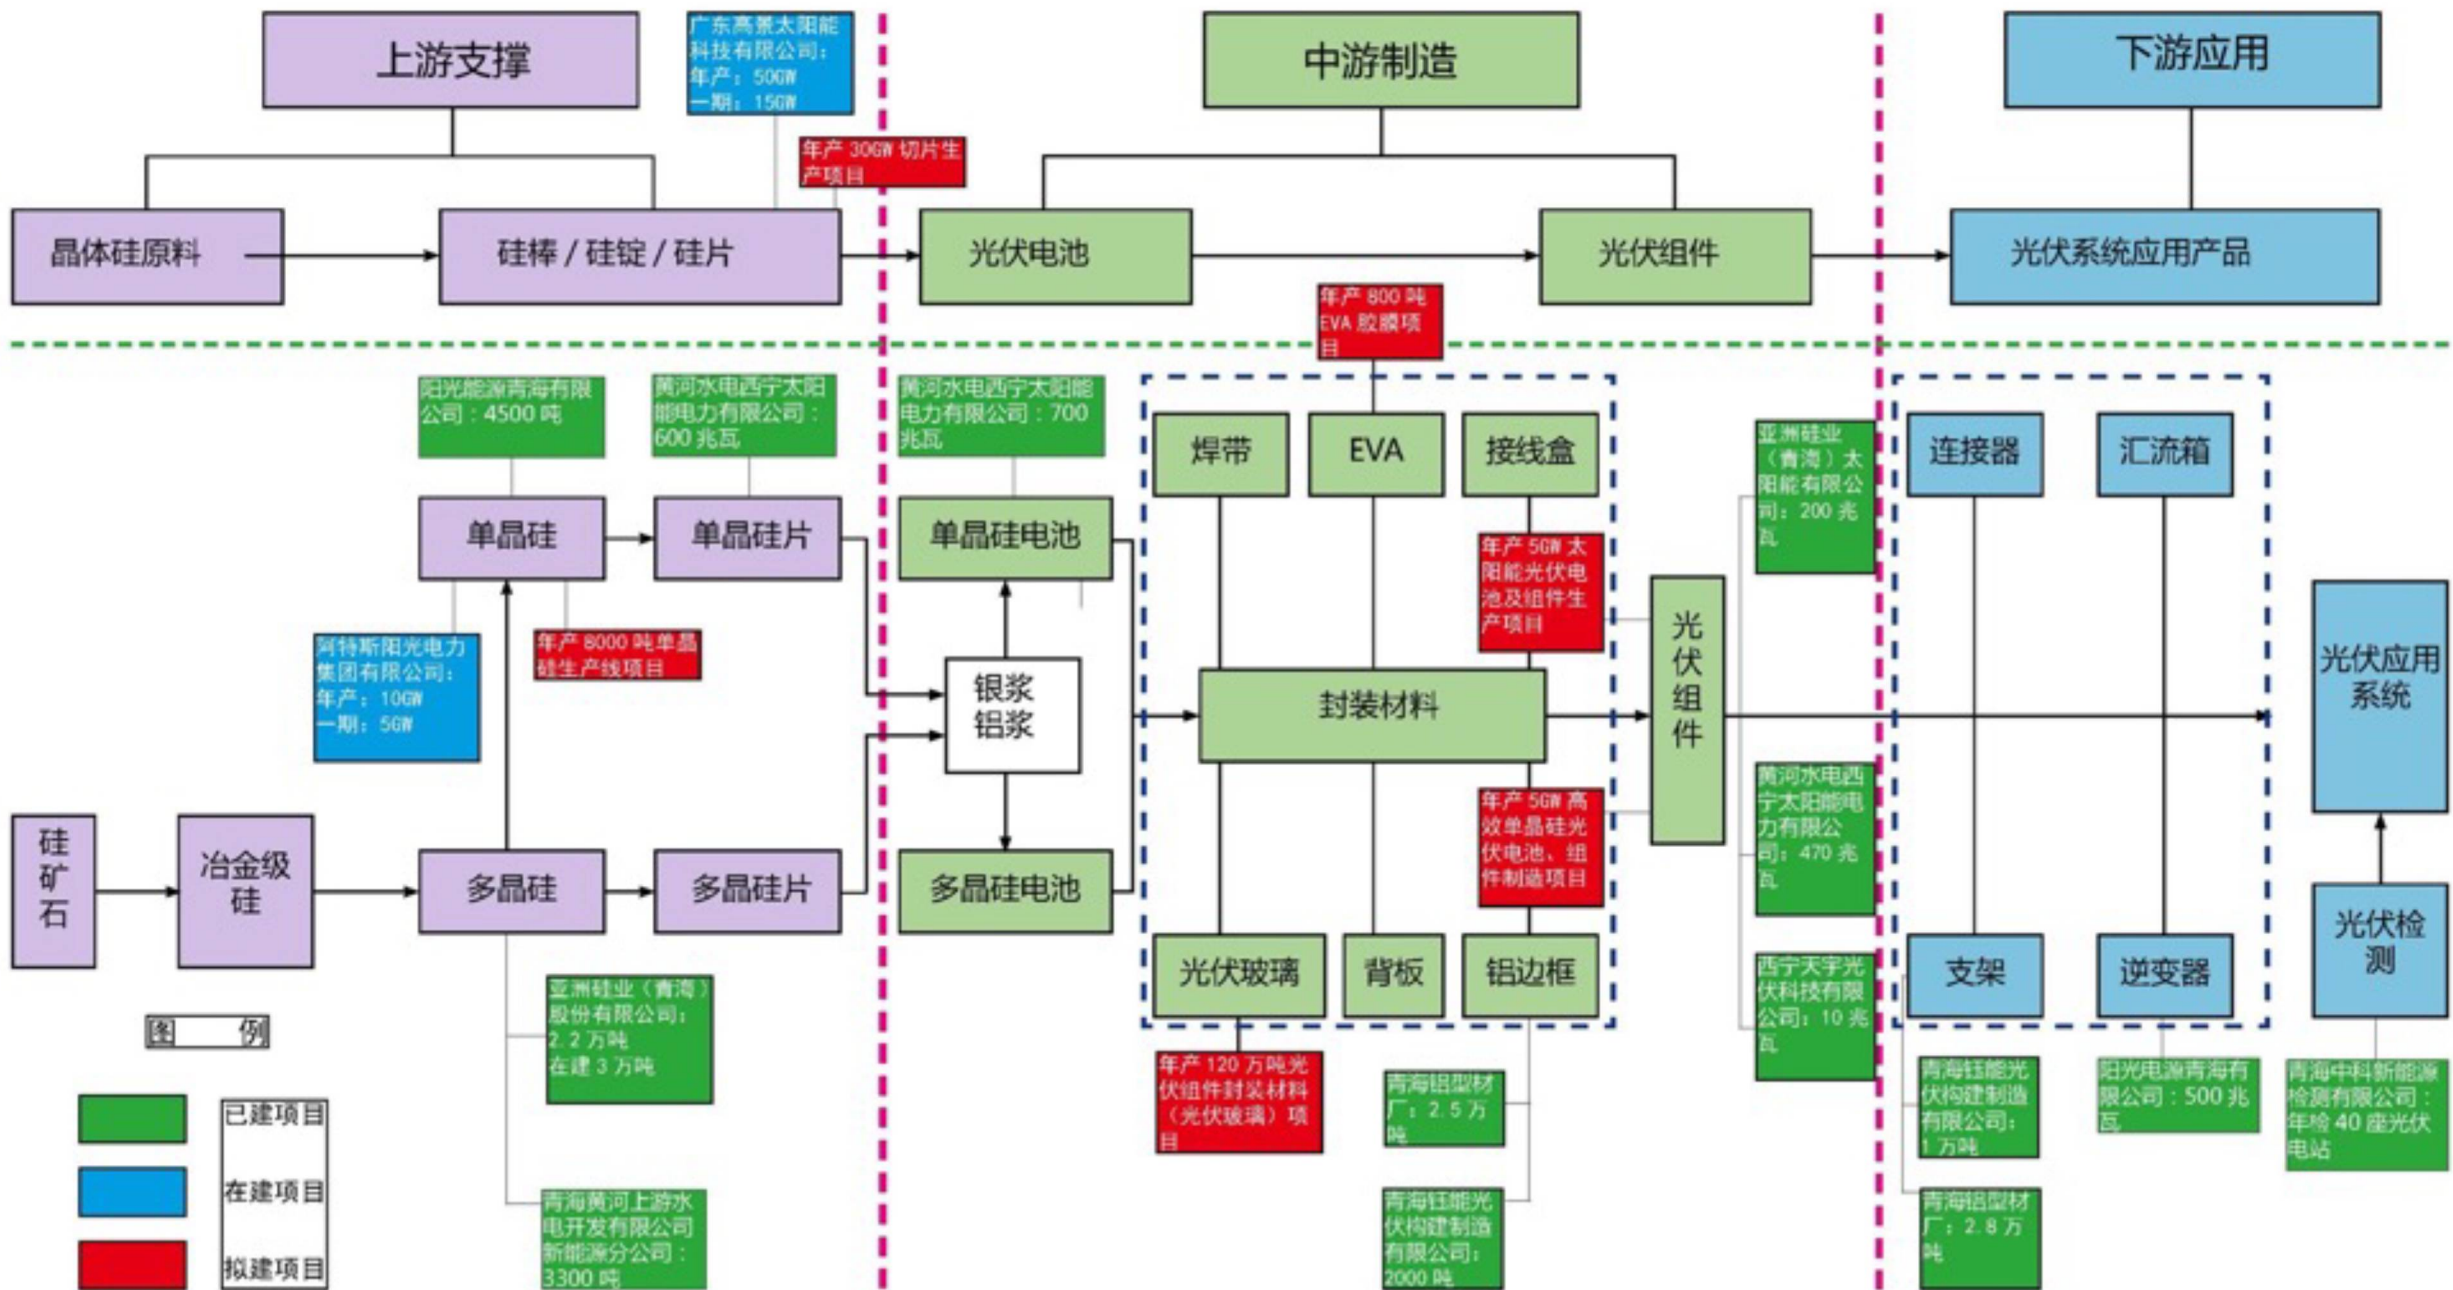 上游支撑
广东高景太阳能
科技有限公司：
年产：50GW
一期：15GW
中游制造
下游应用
年产 30GW 切片生
产项目
晶体硅原料
硅棒 / 硅锭 / 硅片
光伏电池
光伏组件
光伏系统应用产品
年产 800 吨
EVA 胶膜项
目
阳光能源青海有限
公司：4500 吨
黄河水电西宁太阳
能电力有限公司：
600 兆瓦
黄河水电西宁太阳能
电力有限公司：700
兆瓦
焊带
EVA
接线盒
亚洲硅业
（青海）太
阳能有限公
司：200 兆
瓦
连接器
汇流箱
单晶硅
单晶硅片
单晶硅电池
年产 5GW 太
阳能光伏电
池及组件生
产项目
阿特斯阳光电力
集团有限公司：
年产：10GW
一期：5GW
年产 8000 吨单晶
硅生产线项目
银浆
铝浆
封装材料
光
伏
组
件
光伏应用
系统
黄河水电西
宁太阳能电
力有限公
司：470 兆
瓦
年产 5GW 高
效单晶硅光
伏电池、组
件制造项目
硅
矿
石
冶金级
硅
多晶硅
多晶硅片
多晶硅电池
光伏玻璃
背板
铝边框
西宁天宇光
伏科技有限
公司：10 兆
瓦
支架
逆变器
光伏检
测
亚洲硅业（青海）
股份有限公司：
2.2 万吨
在建 3 万吨
图 例
已建项目
在建项目
拟建项目
青海黄河上游水
电开发有限公司
新能源分公司：
3300 吨
年产 120 万吨光
伏组件封装材料
（光伏玻璃）项
目
青海铝型材
厂：2.5 万
吨
青海钰能光
伏构建制造
有限公司：
2000 吨
青海钰能光
伏构建制造
有限公司：
1 万吨
青海铝型材
厂：2.8 万
吨
阳光电源青海有
限公司：500 兆
瓦
青海中科新能源
检测有限公司：
年检 40 座光伏
电站